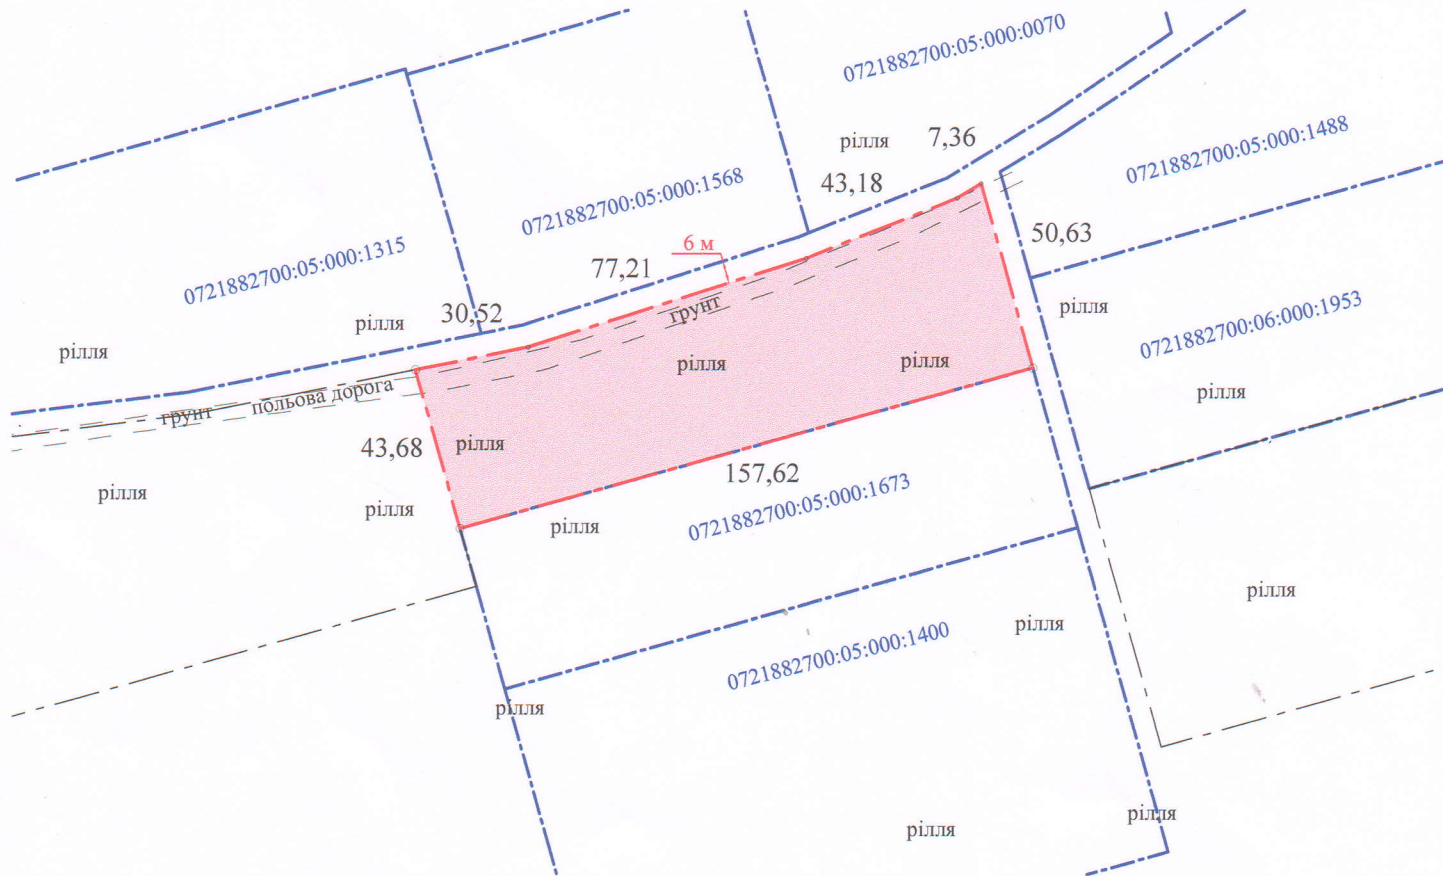 0721882700:05:000:0070
рілля
7,36
0721882700:05:000:1488
43,18
0721882700:05:000:1568
50,63
6 м
0721882700:05:000:1315
77,21
30,52
рілля
рілля
грунт
рілля
0721882700:06:000:1953
рілля
рілля
рілля
рілля
польова дорога
грунт
43,68
рілля
157,62
рілля
0721882700:05:000:1673
рілля
рілля
рілля
0721882700:05:000:1400
рілля
рілля
рілля
рілля